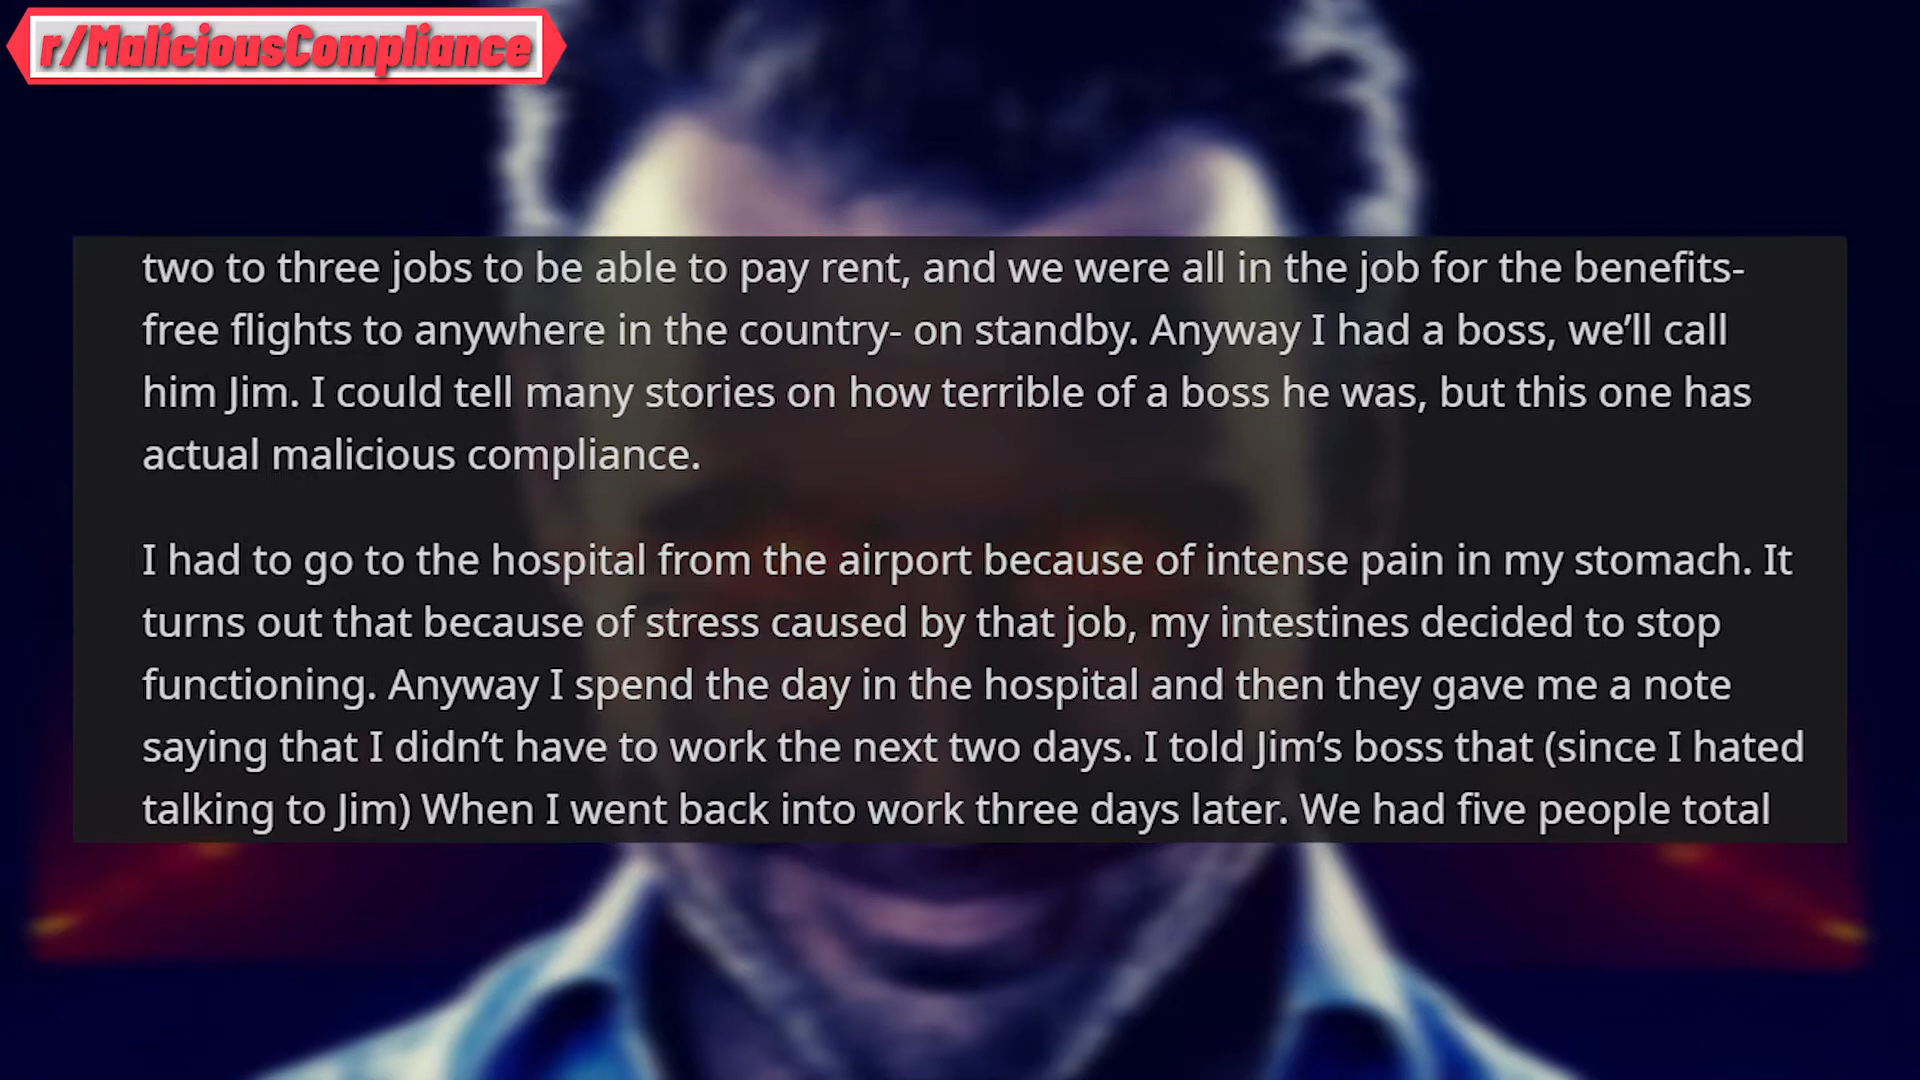 r/MaliciousCompliance
two to three jobs to be able to pay rent, and we were all in the job for the benefits-
free flights to anywhere in the country- on standby. Anyway I had a boss, we’ll call
him Jim. I could tell many stories on how terrible of a boss he was, but this one has
actual malicious compliance.
I had to go to the hospital from the airport because of intense pain in my stomach. It
turns out that because of stress caused by that job, my intestines decided to stop
functioning. Anyway I spend the day in the hospital and then they gave me a note
saying that I didn’t have to work the next two days. I told Jim’s boss that (since I hated
talking to Jim) When I went back into work three days later. We had five people total